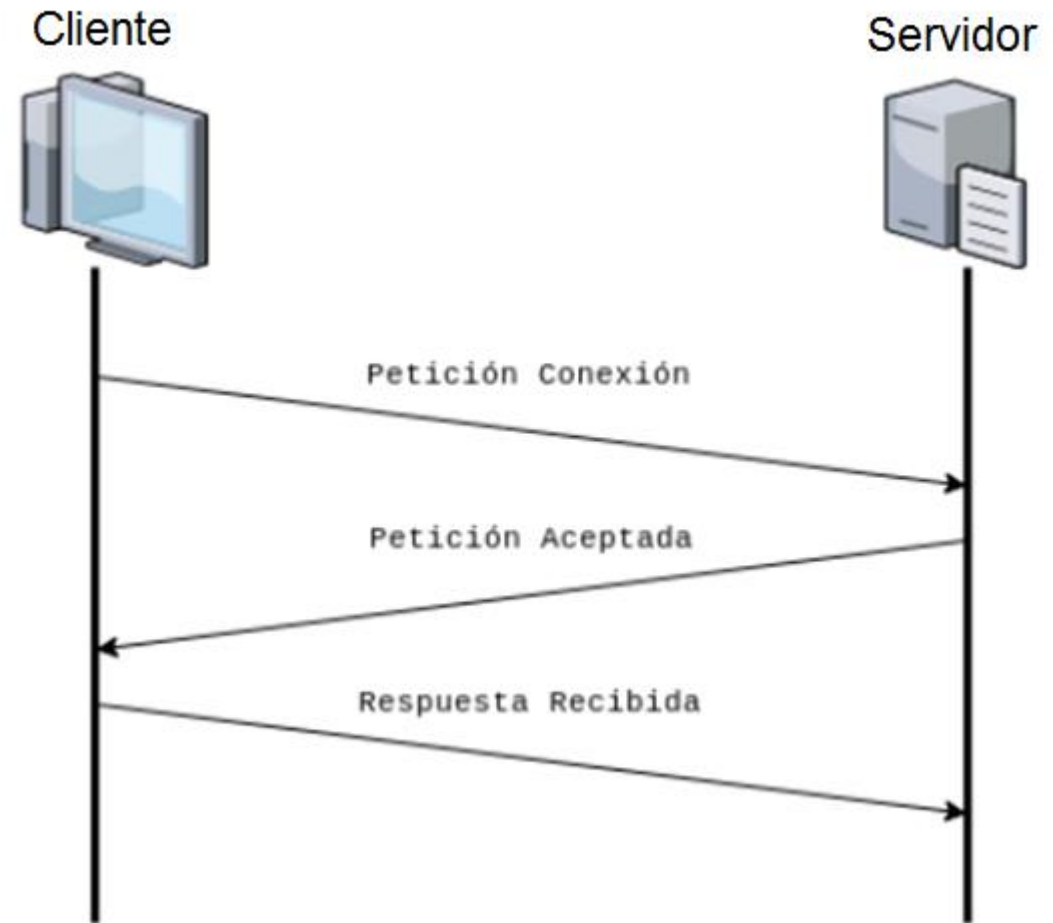 Cliente
Servidor
Petición Conexión
Petición Aceptada
Respuesta Recibida